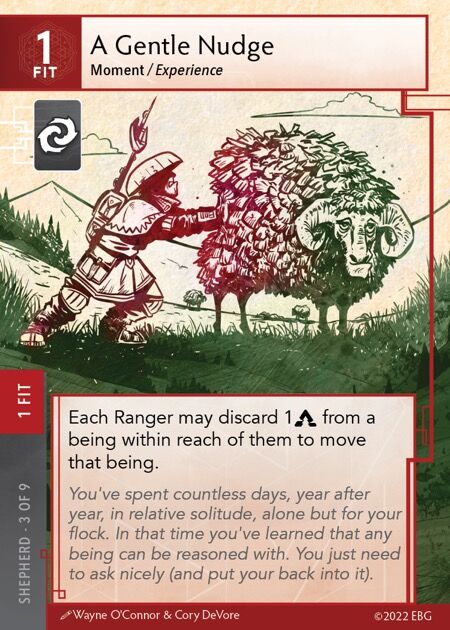 1
FIT
A Gentle Nudge
Moment / Experience
1 FIT
SHEPHERD - 3 OF 9
Each Ranger may discard 1 from a
being within reach of them to move
that being.
You've spent countless days, year after
year, in relative solitude, alone but for your
flock. In that time you've learned that any
being can be reasoned with. You just need
to ask nicely (and put your back into it).
Wayne O'Connor & Cory DeVore
©2022 EBG